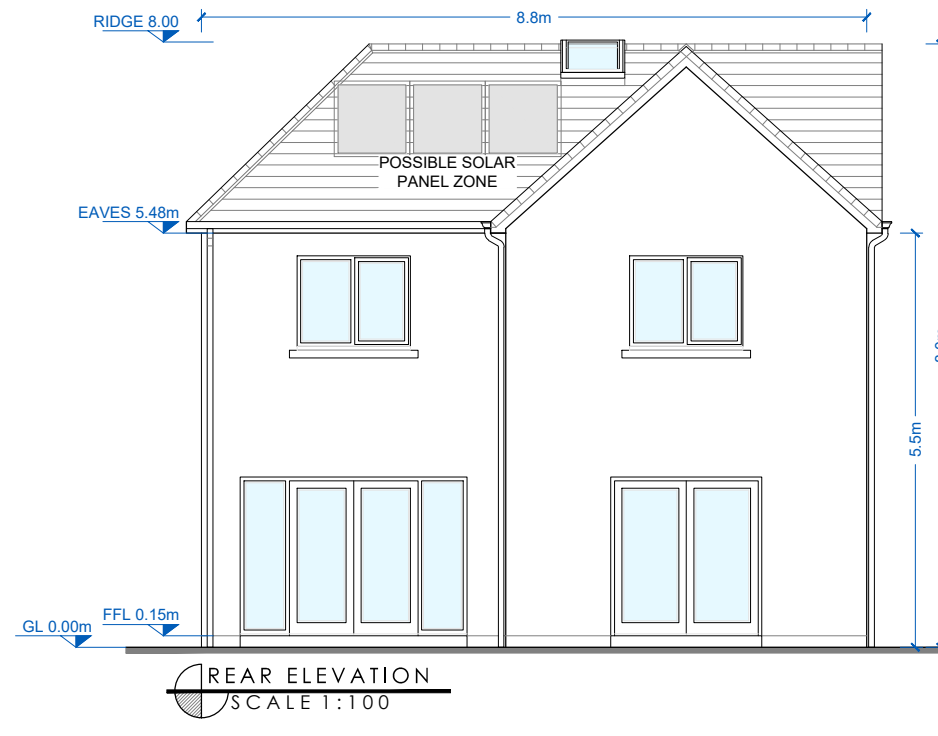 8.8m
RIDGE 8.00
POSSIBLE SOLAR
PANEL ZONE
EAVES 5.48m
5.5m
FFL 0.15m
GL 0.00m
REAR ELEVATION
SCALE 1:100